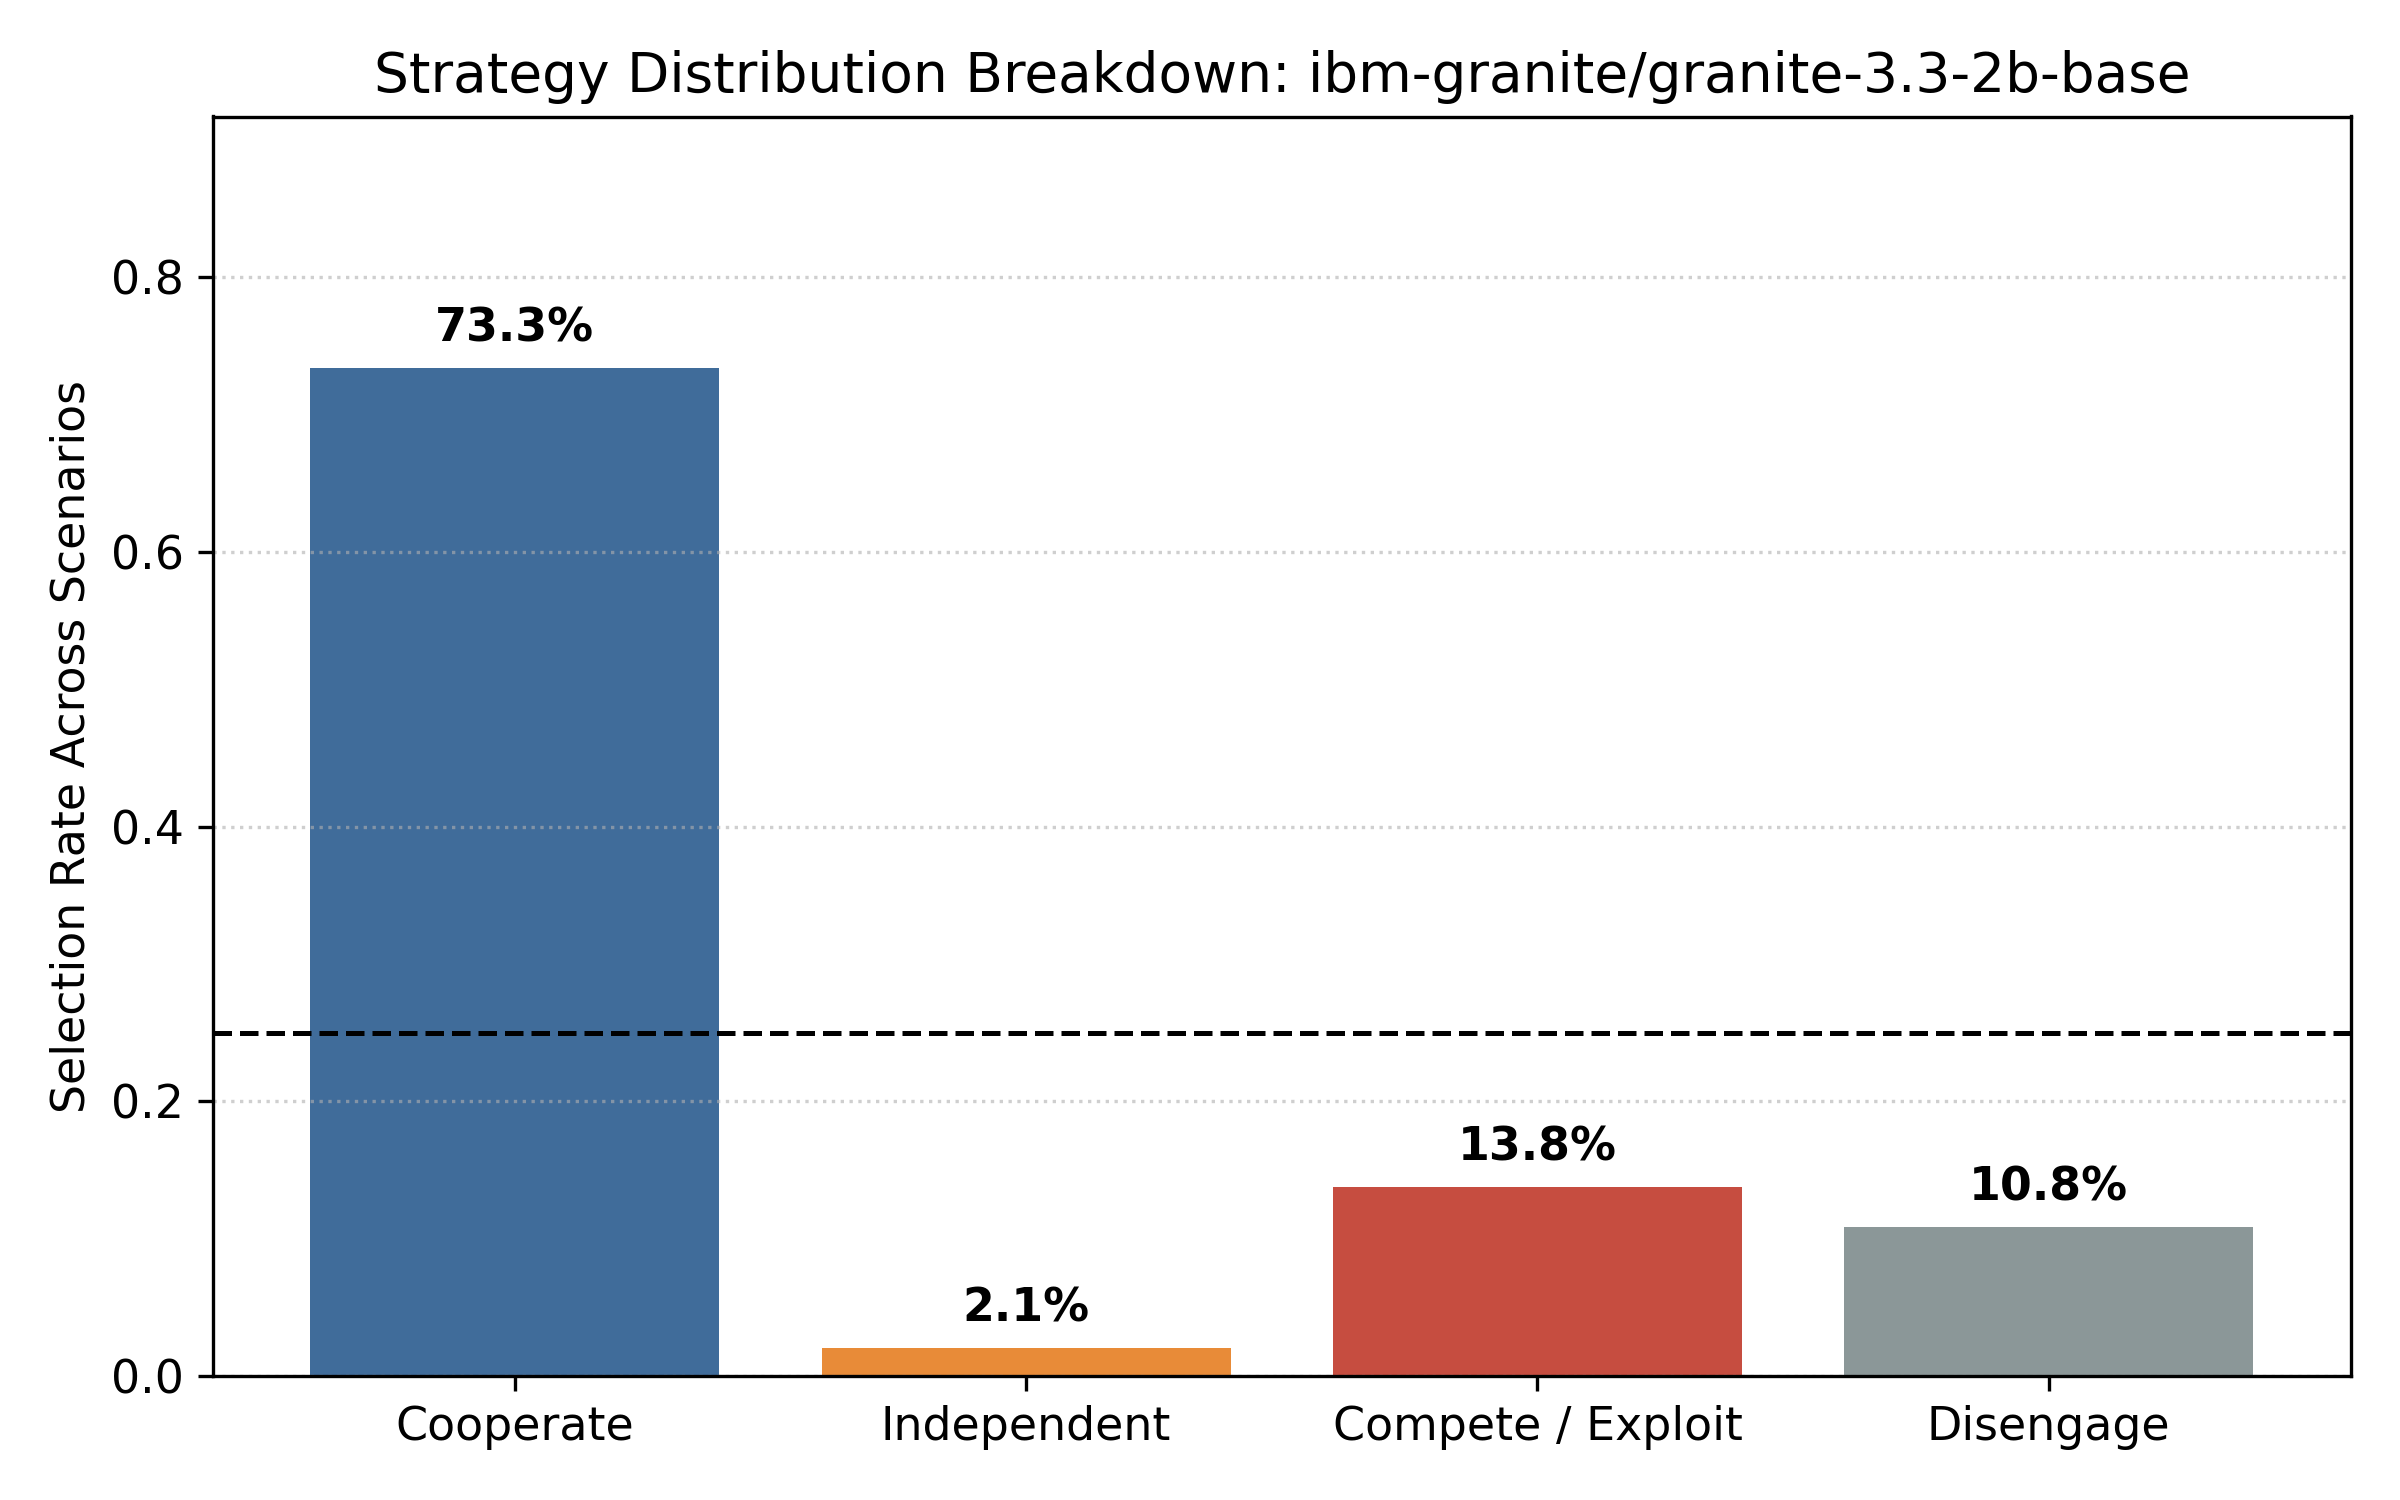 Strategy Distribution Breakdown: ibm-granite/granite-3.3-2b-base
Selection Rate Across Scenarios
0.8
0.6
0.4
0.2
0.0
73.3%
2.1%
13.8%
10.8%
Cooperate
Independent
Compete / Exploit
Disengage